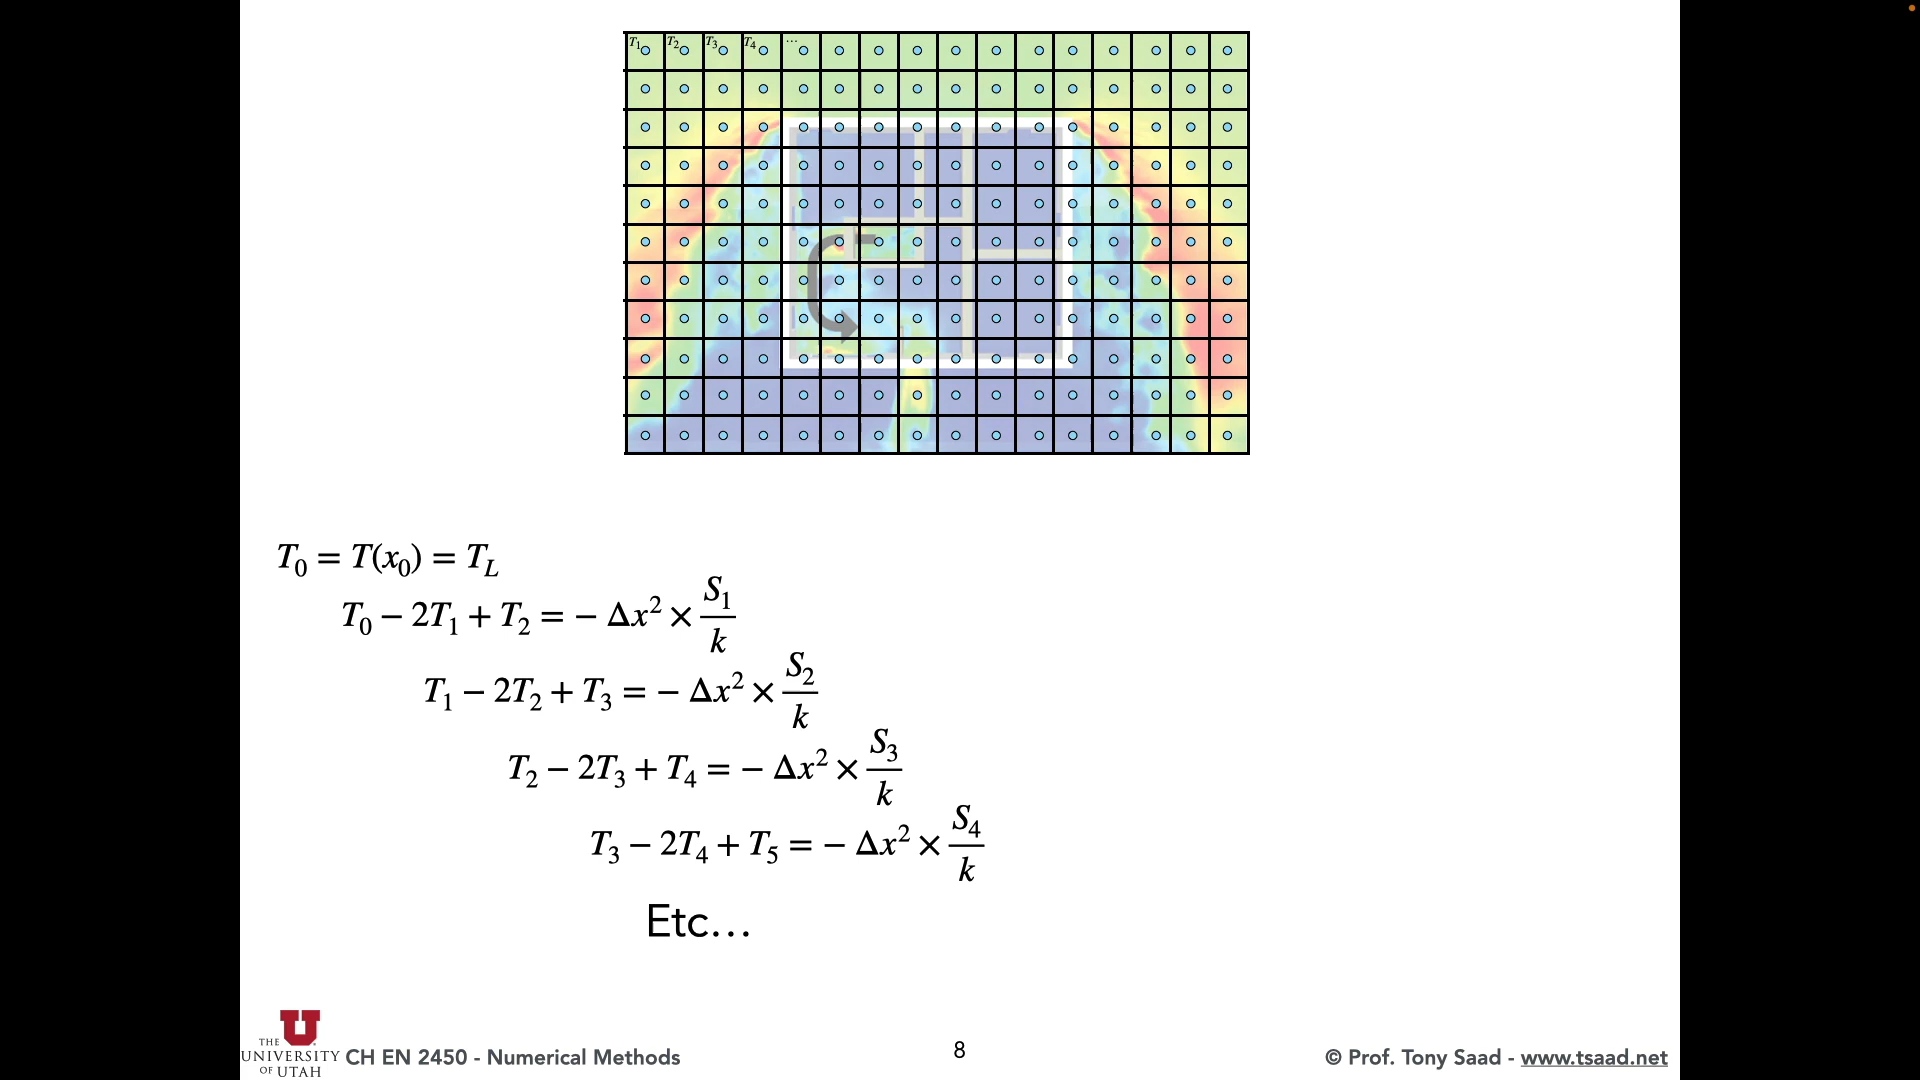 T₁ T₂ T₃ T₄ ...
T₀ = T(x₀) = T_L
T₀ − 2T₁ + T₂ = − Δx² × S₁/k
T₁ − 2T₂ + T₃ = − Δx² × S₂/k
T₂ − 2T₃ + T₄ = − Δx² × S₃/k
T₃ − 2T₄ + T₅ = − Δx² × S₄/k
Etc…
THE
UNIVERSITY
OF UTAH
CH EN 2450 - Numerical Methods
8
© Prof. Tony Saad - www.tsaad.net